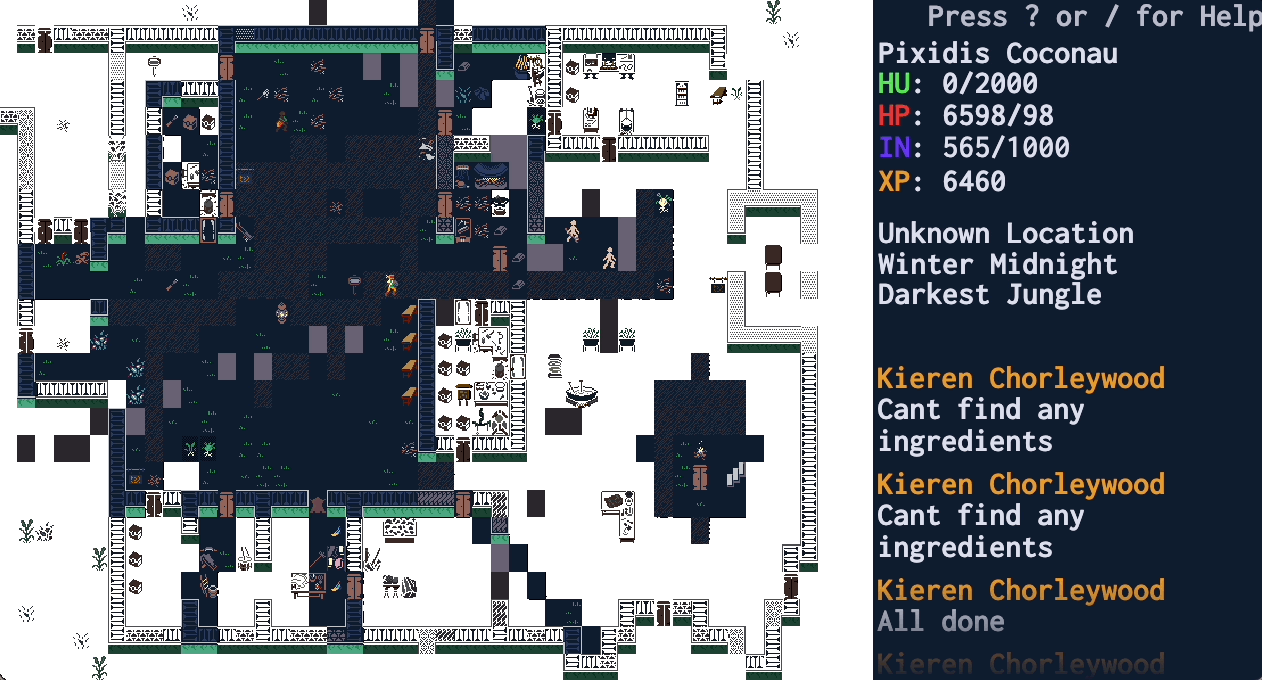 Press ? or / for Help
Pixidis Coconau
HU: 0/2000
HP: 6598/98
IN: 565/1000
XP: 6460
Unknown Location
Winter Midnight
Darkest Jungle
Kieren Chorleywood
Cant find any
ingredients
Kieren Chorleywood
Cant find any
ingredients
Kieren Chorleywood
All done
Kieren Chorleywood